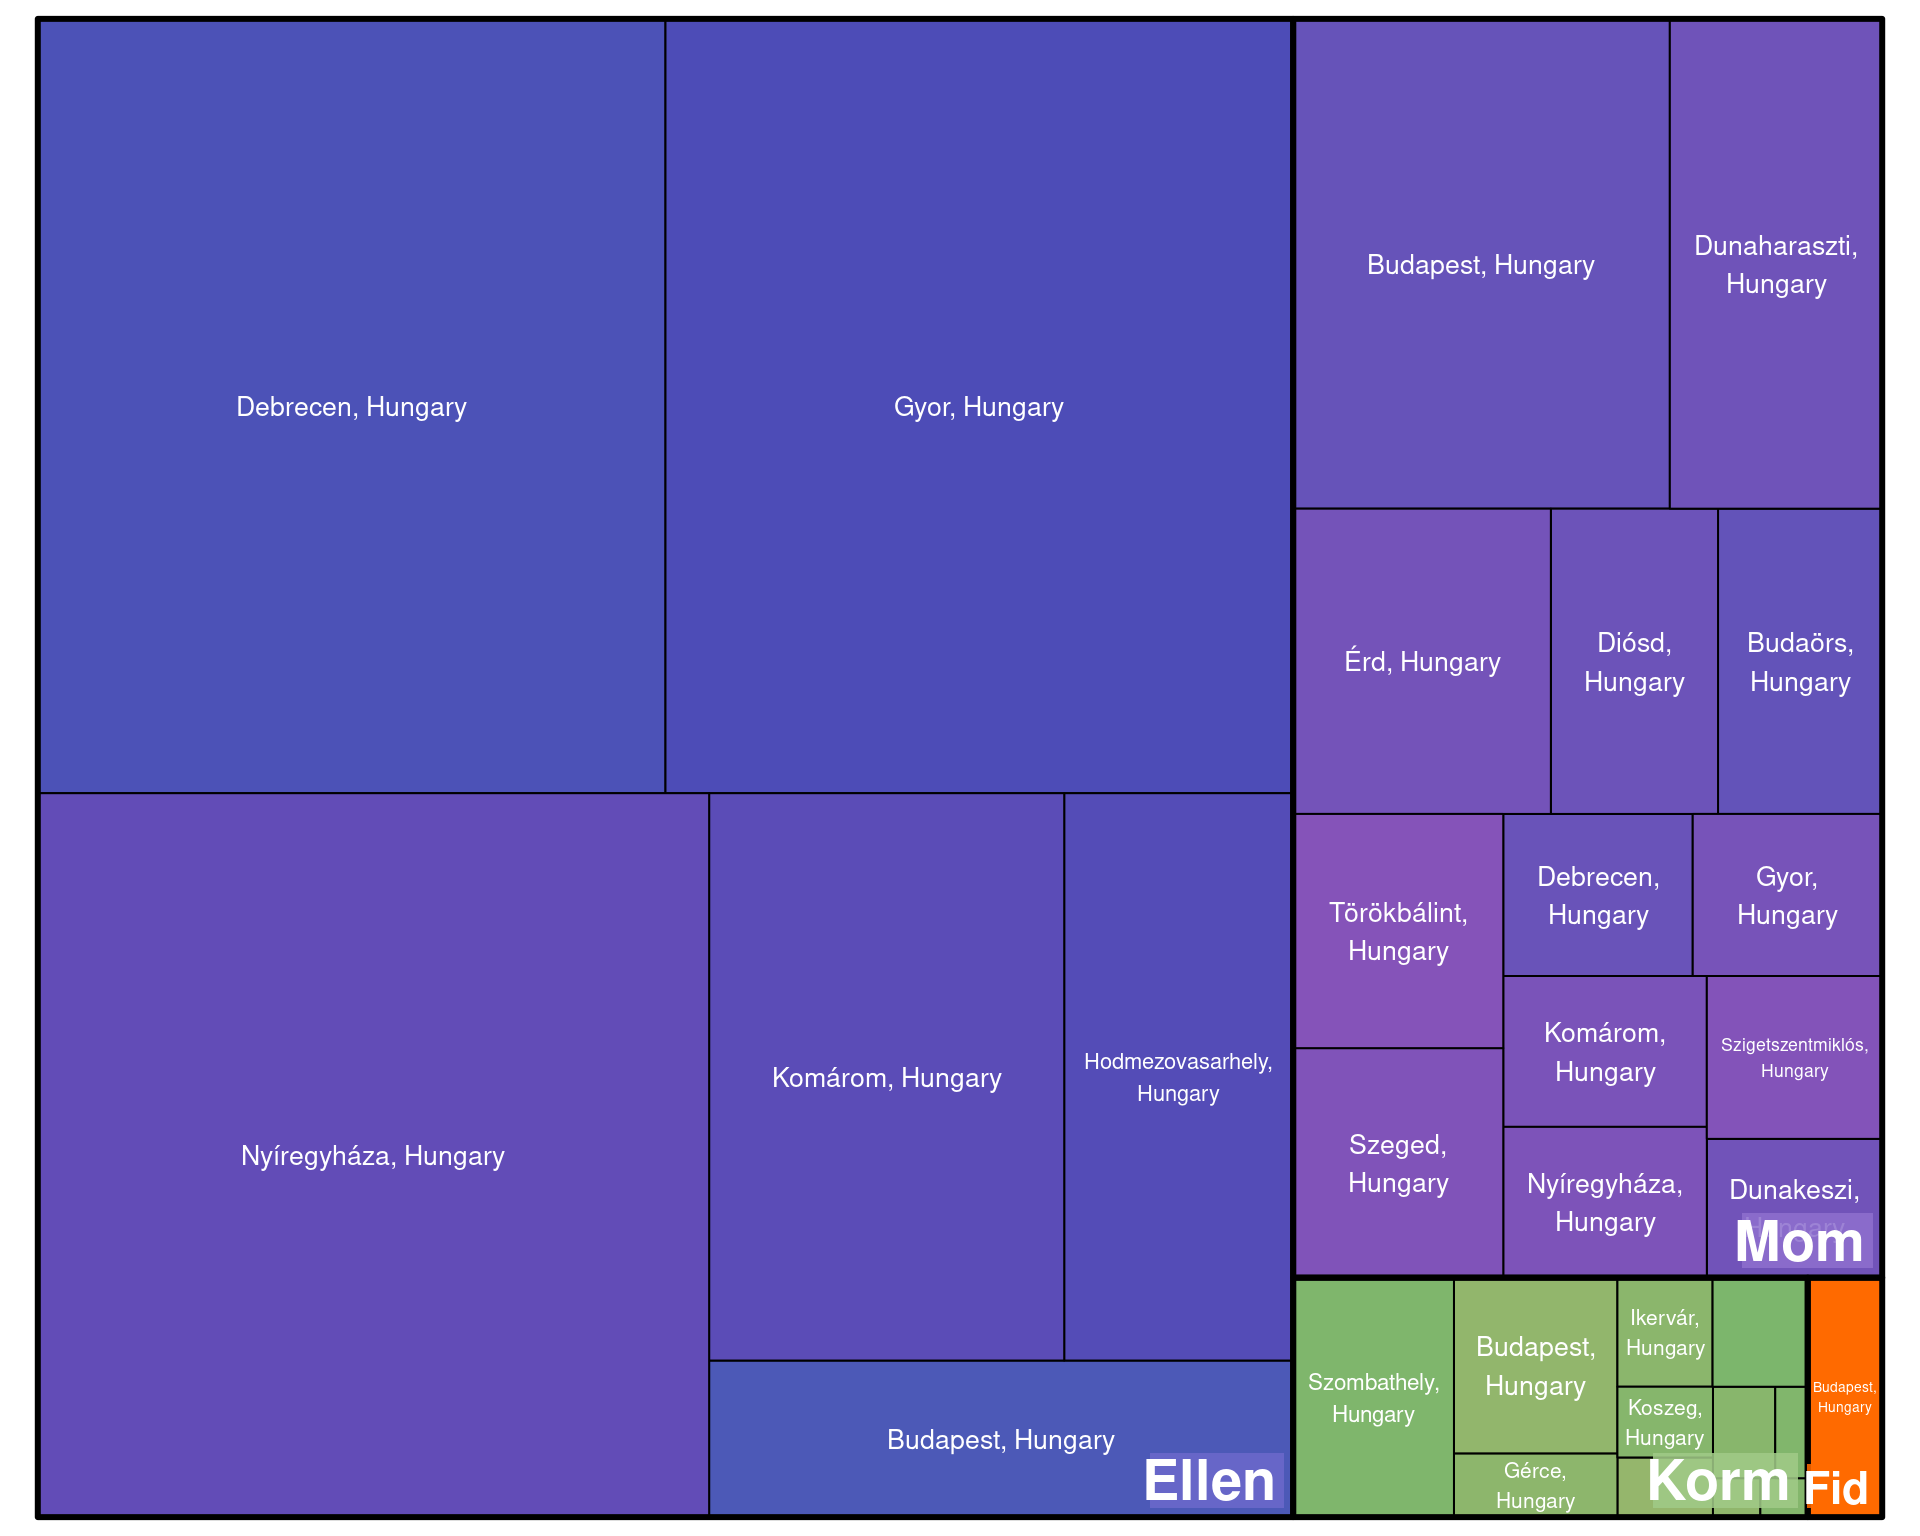 Debrecen, Hungary
Gyor, Hungary
Nyíregyháza, Hungary
Komárom, Hungary
Hodmezovasarhely,
Hungary
Budapest, Hungary
Ellen
Budapest, Hungary
Dunaharaszti,
Hungary
Érd, Hungary
Diósd,
Hungary
Budaörs,
Hungary
Törökbálint,
Hungary
Debrecen,
Hungary
Gyor,
Hungary
Szeged,
Hungary
Komárom,
Hungary
Szigetszentmiklós,
Hungary
Nyíregyháza,
Hungary
Dunakeszi,
Hungary
Mom
Szombathely,
Hungary
Budapest,
Hungary
Gérce,
Hungary
Ikervár,
Hungary
Koszeg,
Hungary
Korm
Budapest,
Hungary
Fid